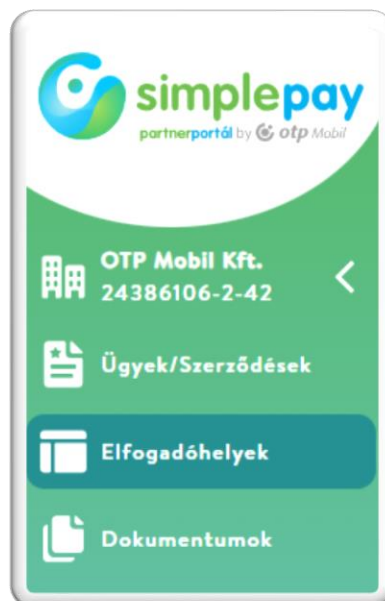 simplepay
partnerportál by otp Mobil
OTP Mobil Kft.
24386106-2-42
Ügyek/Szerződések
Elfogadóhelyek
Dokumentumok